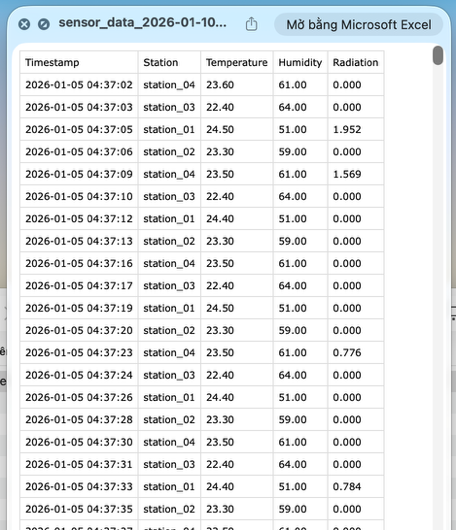 sensor_data_2026-01-10... Mở bằng Microsoft Excel
Timestamp Station Temperature Humidity Radiation
2026-01-05 04:37:02 station_04 23.60 61.00 0.000
2026-01-05 04:37:03 station_03 22.40 64.00 0.000
2026-01-05 04:37:05 station_01 24.50 51.00 1.952
2026-01-05 04:37:06 station_02 23.30 59.00 0.000
2026-01-05 04:37:09 station_04 23.50 61.00 1.569
2026-01-05 04:37:10 station_03 22.40 64.00 0.000
2026-01-05 04:37:12 station_01 24.40 51.00 0.000
2026-01-05 04:37:13 station_02 23.30 59.00 0.000
2026-01-05 04:37:16 station_04 23.50 61.00 0.000
2026-01-05 04:37:17 station_03 22.40 64.00 0.000
2026-01-05 04:37:19 station_01 24.50 51.00 0.000
2026-01-05 04:37:20 station_02 23.30 59.00 0.000
2026-01-05 04:37:23 station_04 23.50 61.00 0.776
2026-01-05 04:37:24 station_03 22.40 64.00 0.000
2026-01-05 04:37:26 station_01 24.40 51.00 0.000
2026-01-05 04:37:28 station_02 23.30 59.00 0.000
2026-01-05 04:37:30 station_04 23.50 61.00 0.000
2026-01-05 04:37:31 station_03 22.40 64.00 0.000
2026-01-05 04:37:33 station_01 24.40 51.00 0.784
2026-01-05 04:37:35 station_02 23.30 59.00 0.000